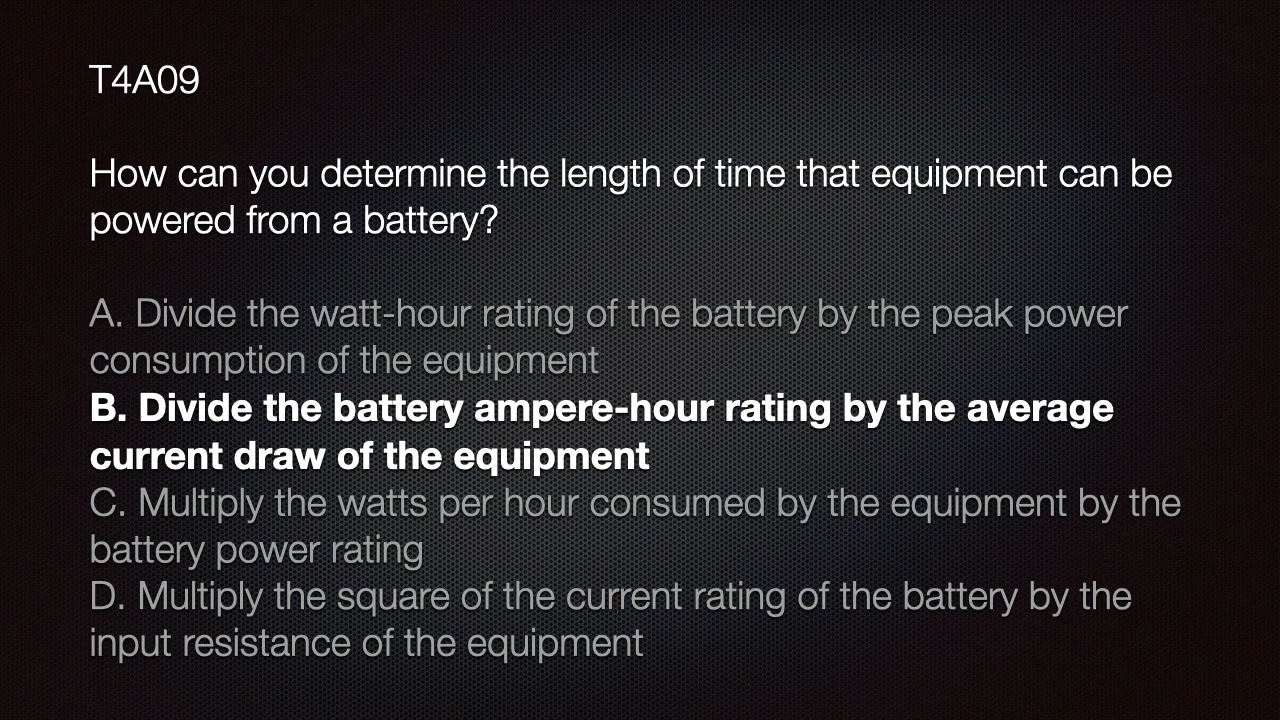 T4A09
How can you determine the length of time that equipment can be
powered from a battery?
A. Divide the watt-hour rating of the battery by the peak power
consumption of the equipment
B. Divide the battery ampere-hour rating by the average
current draw of the equipment
C. Multiply the watts per hour consumed by the equipment by the
battery power rating
D. Multiply the square of the current rating of the battery by the
input resistance of the equipment